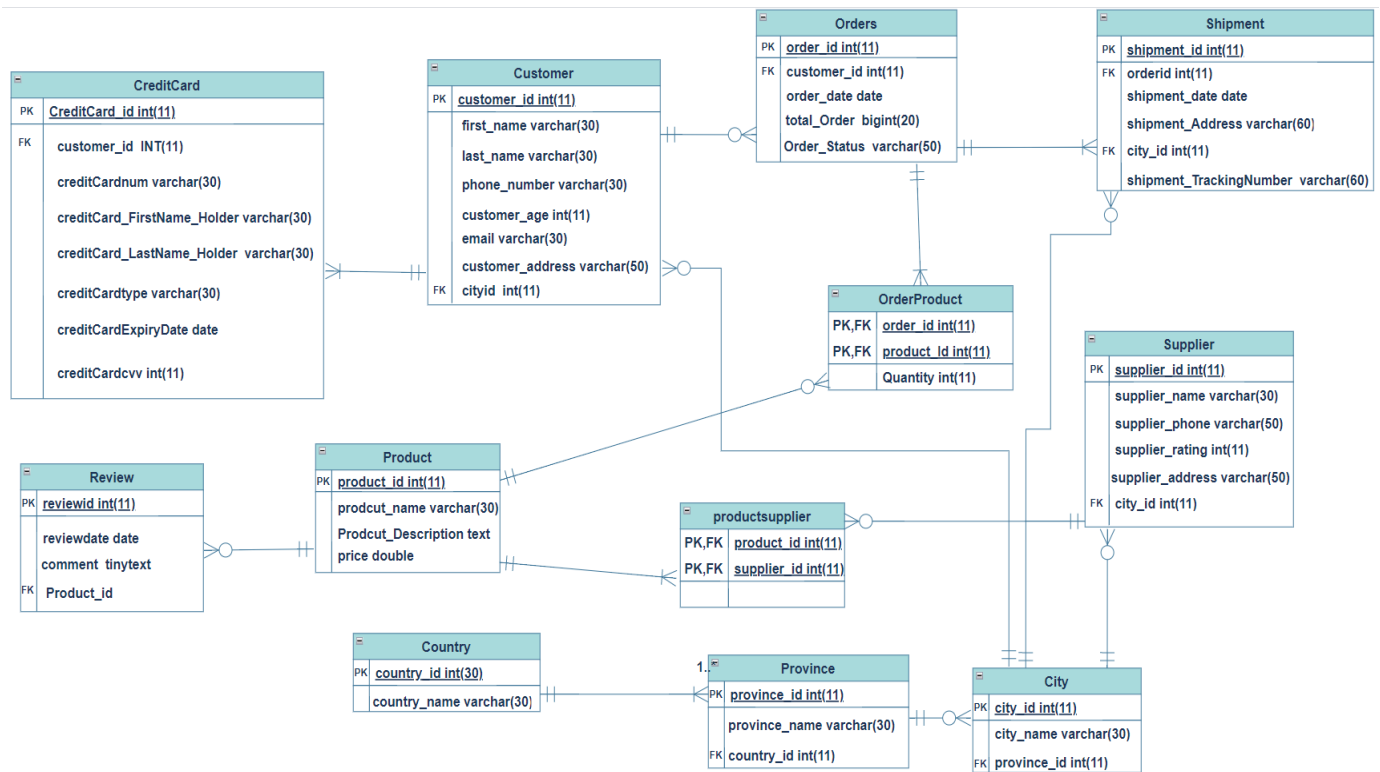 CreditCard
PK CreditCard_id int(11)
FK customer_id INT(11)
creditCardnum varchar(30)
creditCard_FirstName_Holder varchar(30)
creditCard_LastName_Holder varchar(30)
creditCardtype varchar(30)
creditCardExpiryDate date
creditCardcvv int(11)
Customer
PK customer_id int(11)
first_name varchar(30)
last_name varchar(30)
phone_number varchar(30)
customer_age int(11)
email varchar(30)
customer_address varchar(50)
FK cityid int(11)
Orders
PK order_id int(11)
FK customer_id int(11)
order_date date
total_Order bigint(20)
Order_Status varchar(50)
Shipment
PK shipment_id int(11)
FK orderid int(11)
shipment_date date
shipment_Address varchar(60)
FK city_id int(11)
shipment_TrackingNumber varchar(60)
OrderProduct
PK,FK order_id int(11)
PK,FK product_Id int(11)
Quantity int(11)
Supplier
PK supplier_id int(11)
supplier_name varchar(30)
supplier_phone varchar(50)
supplier_rating int(11)
supplier_address varchar(50)
FK city_id int(11)
Review
PK reviewid int(11)
reviewdate date
comment tinytext
FK Product_id
Product
PK product_id int(11)
prodcut_name varchar(30)
Prodcut_Description text
price double
productsupplier
PK,FK product_id int(11)
PK,FK supplier_id int(11)
Country
PK country_id int(30)
country_name varchar(30)
1..
Province
PK province_id int(11)
province_name varchar(30)
FK country_id int(11)
City
PK city_id int(11)
city_name varchar(30)
FK province_id int(11)